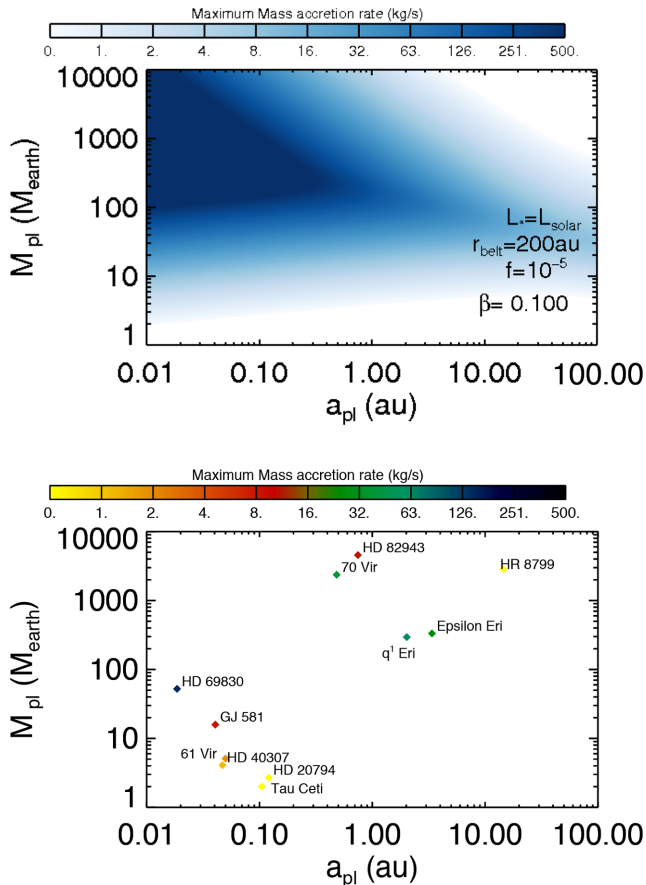 Maximum Mass accretion rate (kg/s)
0. 1. 2. 4. 8. 16. 32. 63. 126. 251. 500.
10000
1000
100
10
1
M_pl (M_earth)
L_*=L_solar
r_belt=200au
f=10^-5
β= 0.100
0.01 0.10 1.00 10.00 100.00
a_pl (au)
Maximum Mass accretion rate (kg/s)
0. 1. 2. 4. 8. 16. 32. 63. 126. 251. 500.
10000
1000
100
10
1
M_pl (M_earth)
HD 82943
70 Vir
HR 8799
Epsilon Eri
q^1 Eri
HD 69830
GJ 581
61 Vir
HD 40307
HD 20794
Tau Ceti
0.01 0.10 1.00 10.00 100.00
a_pl (au)